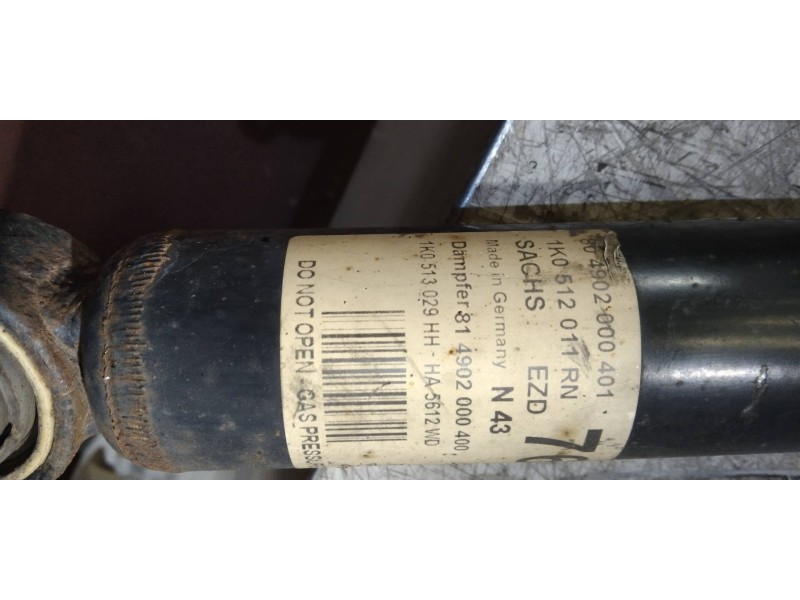 80 4902 000 401
1K0 512 011 RN
SACHS EZD
Made in Germany N 43
Dämpfer 81 4902 000 400
1K0 513 029 HH - HA-5612 WD
DO NOT OPEN - GAS